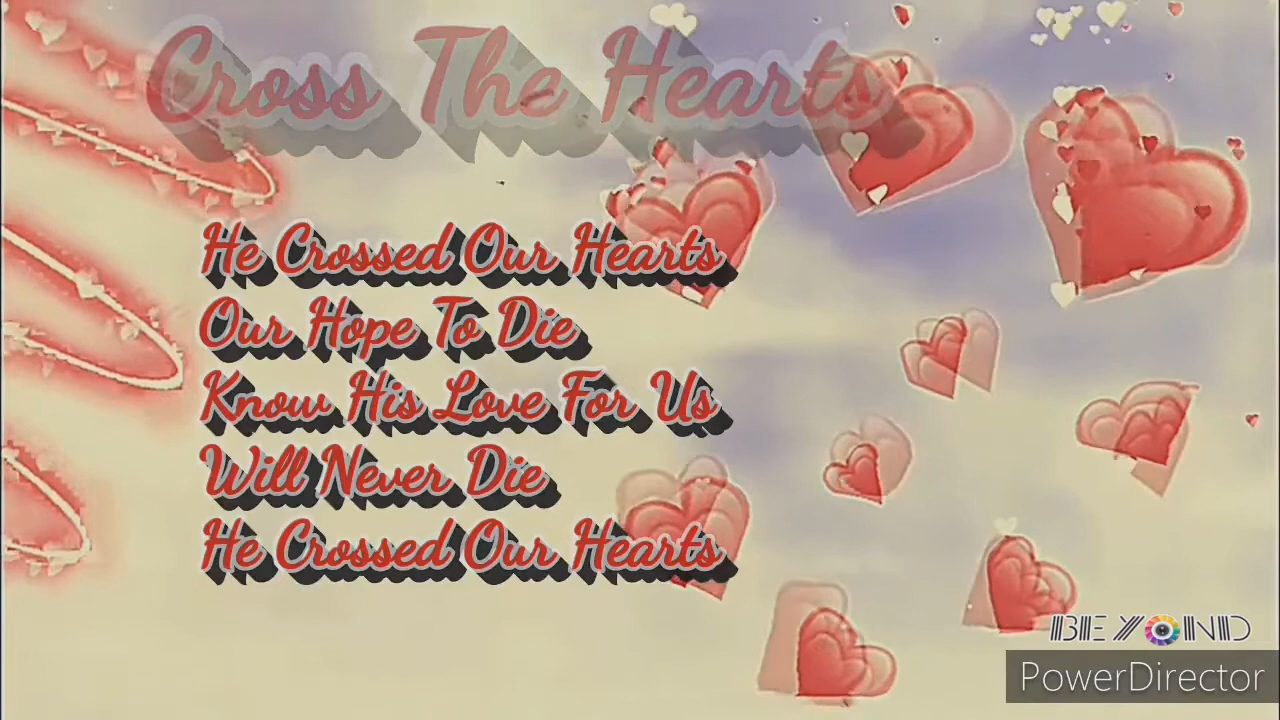 Cross The Hearts
He Crossed Our Hearts
Our Hope To Die
Know His Love For Us
Will Never Die
He Crossed Our Hearts
BEYOND
PowerDirector